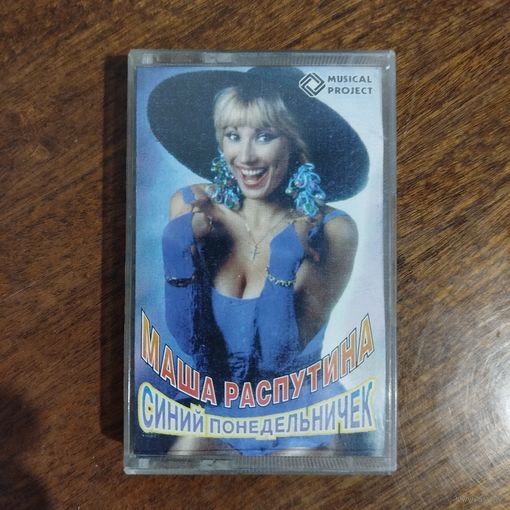 MUSICAL
PROJECT
МАША РАСПУТИНА
СИНИЙ ПОНЕДЕЛЬНИЧЕК